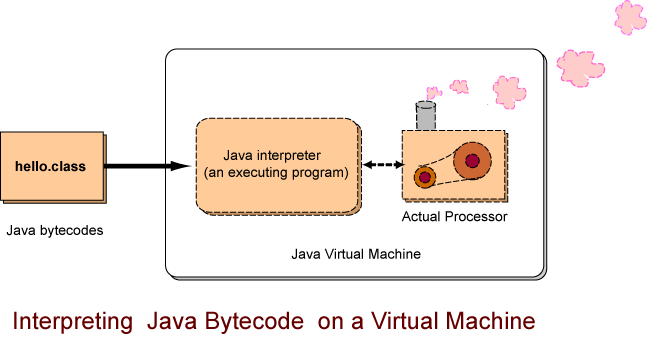 hello.class
Java bytecodes
Java interpreter
(an executing program)
Actual Processor
Java Virtual Machine
Interpreting Java Bytecode on a Virtual Machine